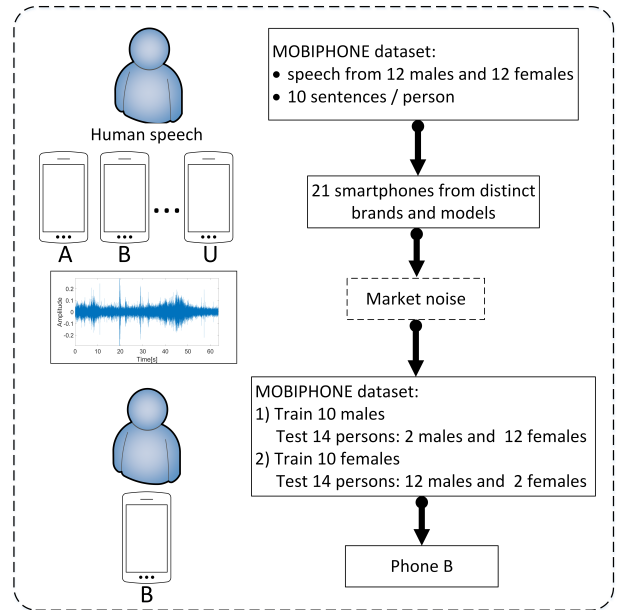 MOBIPHONE dataset:
• speech from 12 males and 12 females
• 10 sentences / person
Human speech
21 smartphones from distinct
brands and models
A B ... U
Market noise
Amplitude
0.2
0.1
0
-0.1
-0.2
0 10 20 30 40 50 60
Time[s]
MOBIPHONE dataset:
1) Train 10 males
Test 14 persons: 2 males and 12 females
2) Train 10 females
Test 14 persons: 12 males and 2 females
Phone B
B